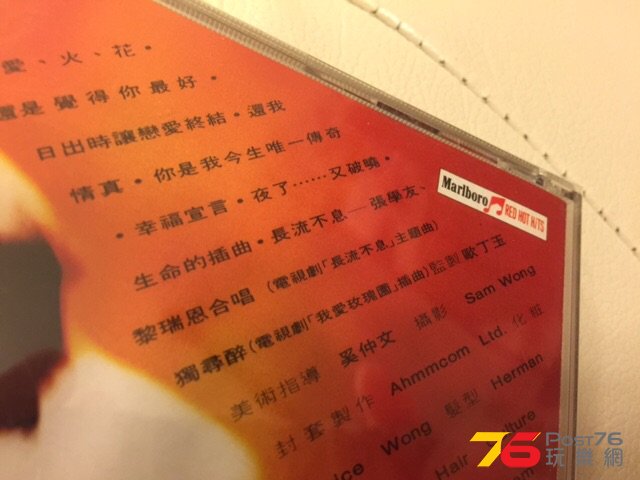 愛、火、花•
還是覺得你最好•
日出時讓戀愛終結•還我
情真•你是我今生唯一傳奇
•幸福宣言•夜了……又破曉•
生命的插曲•長流不息—張學友、
黎瑞恩合唱 (電視劇「長流不息」主題曲)
獨尋醉(電視劇「我愛玫瑰園」插曲) 監製 歐丁玉
美術指導 奚仲文 攝影 Sam Wong
封套製作 Ahmmcom Ltd. 化粧
Wong 髮型 Herman
Hair
Marlboro RED HOT HITS
76 POST76
玩樂網